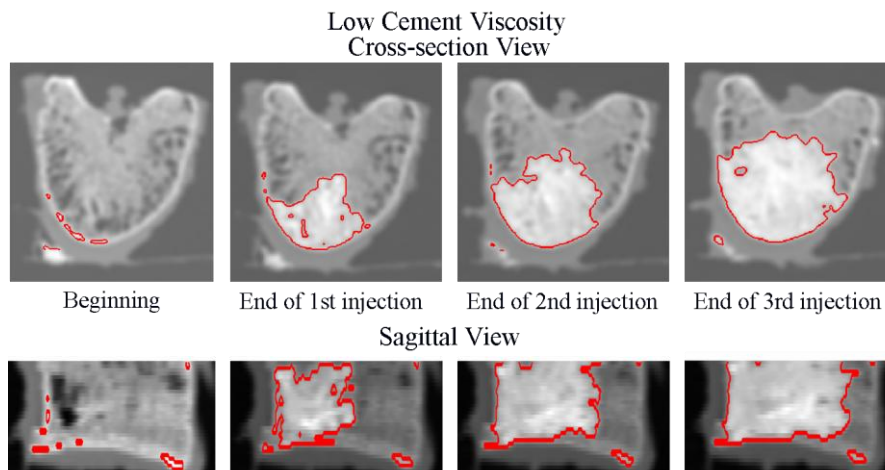 Low Cement Viscosity
Cross-section View
Beginning
End of 1st injection
End of 2nd injection
End of 3rd injection
Sagittal View